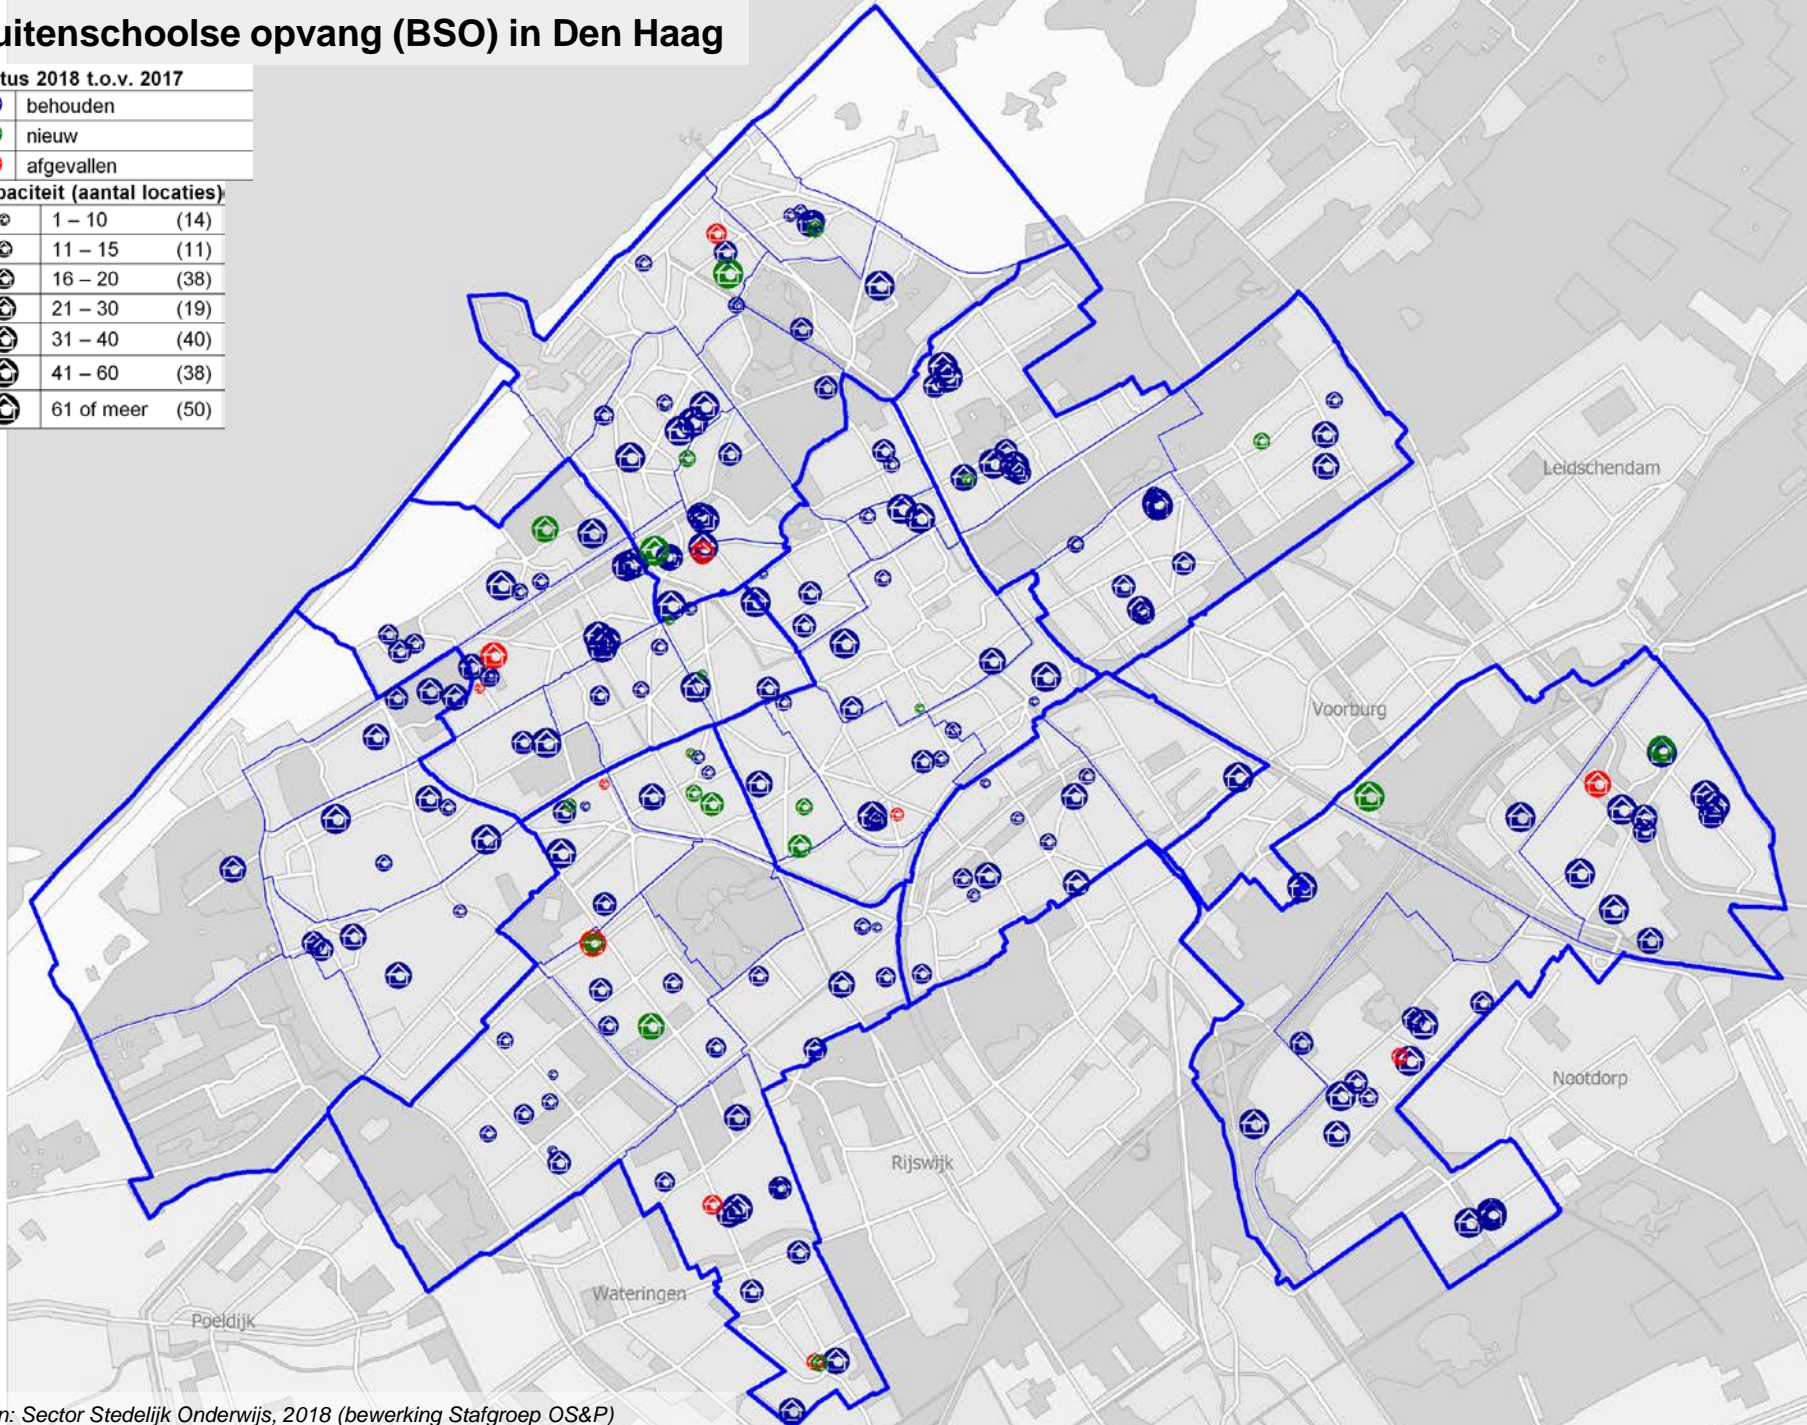 uitenschoolse opvang (BSO) in Den Haag
tus 2018 t.o.v. 2017
behouden
nieuw
afgevallen
paciteit (aantal locaties)
1 – 10 (14)
11 – 15 (11)
16 – 20 (38)
21 – 30 (19)
31 – 40 (40)
41 – 60 (38)
61 of meer (50)
Leidschendam
Voorburg
Nootdorp
Rijswijk
Wateringen
Poeldijk
n: Sector Stedelijk Onderwijs, 2018 (bewerking Stafgroep OS&P)